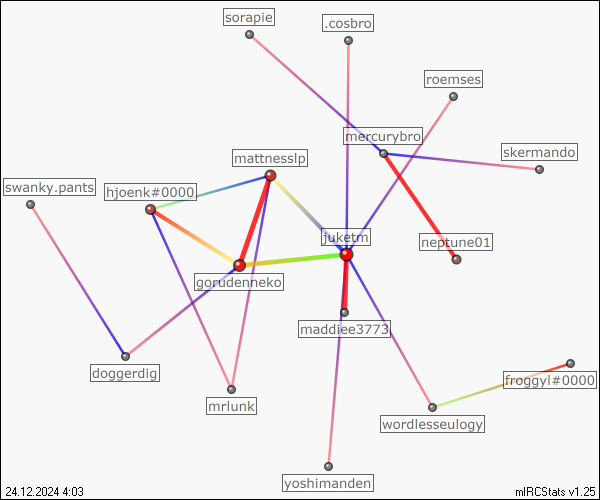 sorapie
.cosbro
roemses
mercurybro
skermando
mattnesslp
swanky.pants
hjoenk#0000
juketm
neptune01
gorudenneko
maddiee3773
doggerdig
froggyl#0000
mrlunk
wordlesseulogy
yoshimanden
24.12.2024 4:03
mIRCStats v1.25